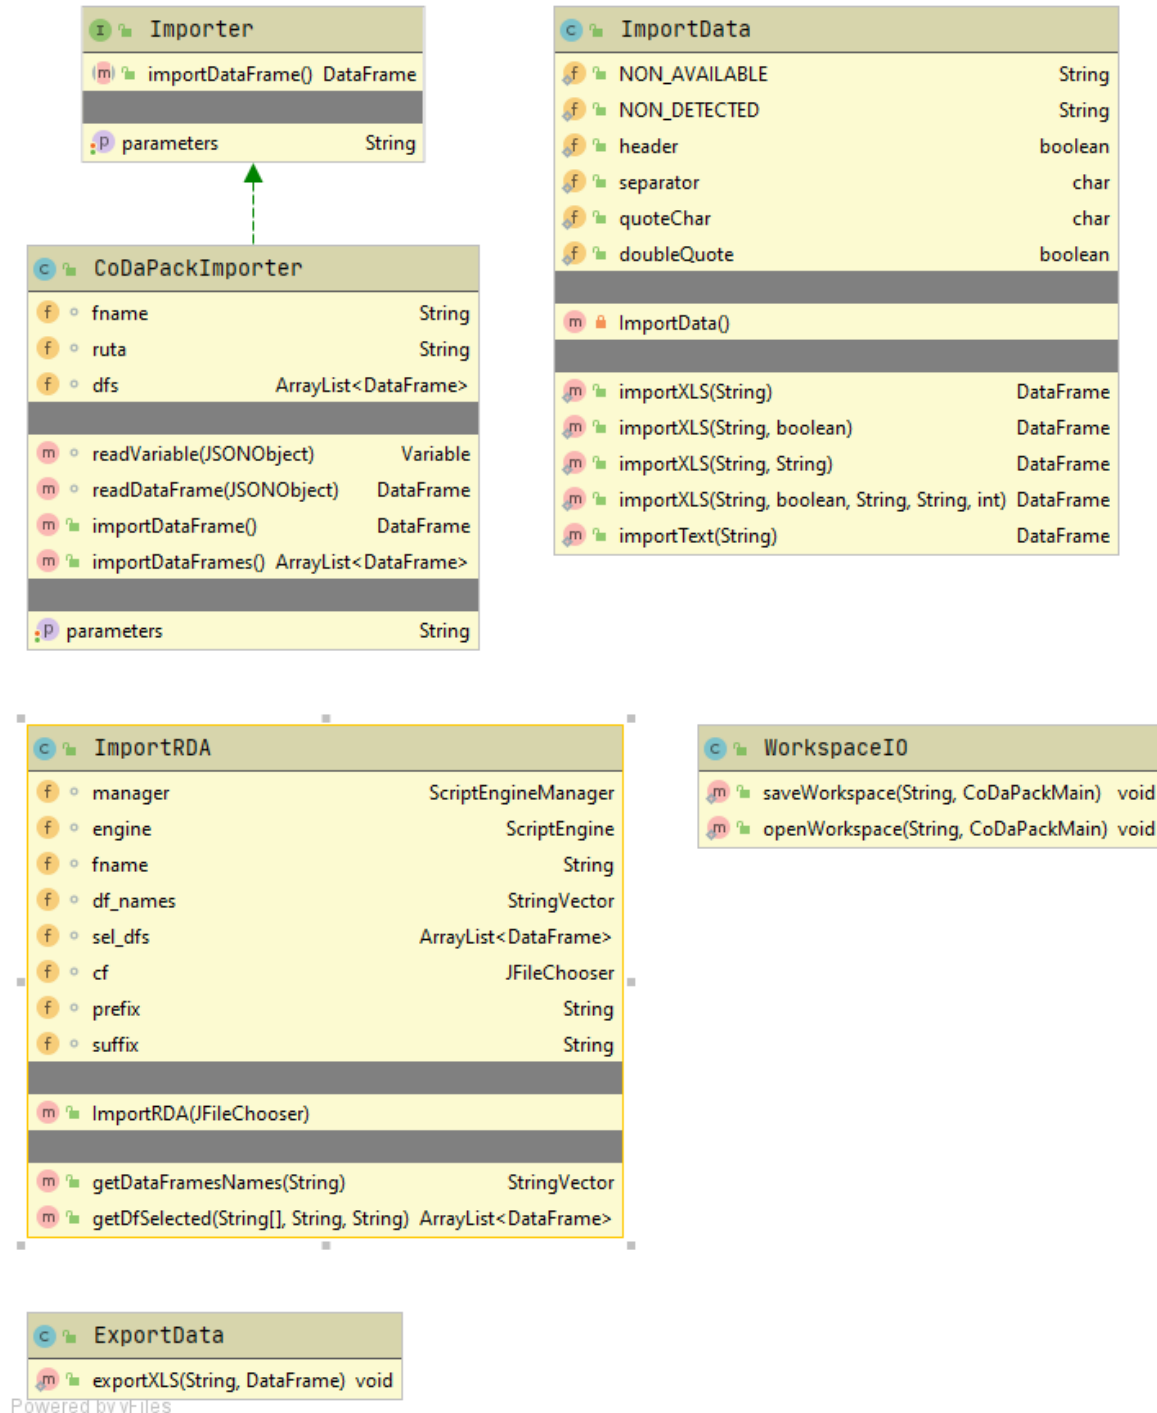 Importer
importDataFrame() DataFrame
parameters String
CoDaPackImporter
fname String
ruta String
dfs ArrayList<DataFrame>
readVariable(JSONObject) Variable
readDataFrame(JSONObject) DataFrame
importDataFrame() DataFrame
importDataFrames() ArrayList<DataFrame>
parameters String
ImportData
NON_AVAILABLE String
NON_DETECTED String
header boolean
separator char
quoteChar char
doubleQuote boolean
ImportData()
importXLS(String) DataFrame
importXLS(String, boolean) DataFrame
importXLS(String, String) DataFrame
importXLS(String, boolean, String, String, int) DataFrame
importText(String) DataFrame
ImportRDA
manager ScriptEngineManager
engine ScriptEngine
fname String
df_names StringVector
sel_dfs ArrayList<DataFrame>
cf JFileChooser
prefix String
suffix String
ImportRDA(JFileChooser)
getDataFramesNames(String) StringVector
getDfSelected(String[], String, String) ArrayList<DataFrame>
WorkspaceIO
saveWorkspace(String, CoDaPackMain) void
openWorkspace(String, CoDaPackMain) void
ExportData
exportXLS(String, DataFrame) void
Powered by yFiles